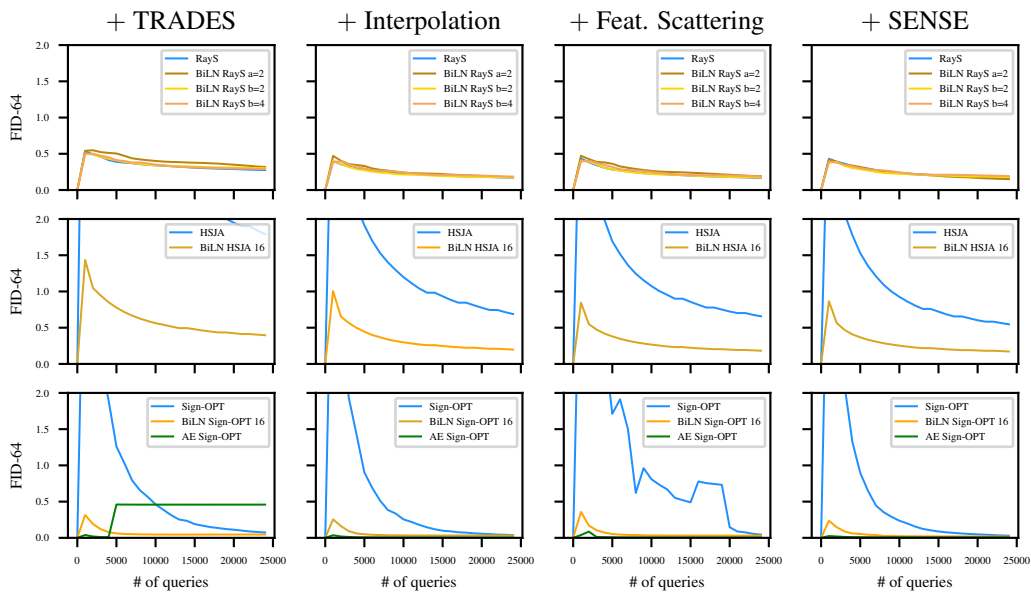 + TRADES
+ Interpolation
+ Feat. Scattering
+ SENSE
FID-64
2.0
1.5
1.0
0.5
0.0
RayS
BiLN RayS a=2
BiLN RayS b=2
BiLN RayS b=4
RayS
BiLN RayS a=2
BiLN RayS b=2
BiLN RayS b=4
RayS
BiLN RayS a=2
BiLN RayS b=2
BiLN RayS b=4
RayS
BiLN RayS a=2
BiLN RayS b=2
BiLN RayS b=4
FID-64
2.0
1.5
1.0
0.5
0.0
HSJA
BiLN HSJA 16
HSJA
BiLN HSJA 16
HSJA
BiLN HSJA 16
HSJA
BiLN HSJA 16
FID-64
2.0
1.5
1.0
0.5
0.0
Sign-OPT
BiLN Sign-OPT 16
AE Sign-OPT
Sign-OPT
BiLN Sign-OPT 16
AE Sign-OPT
Sign-OPT
BiLN Sign-OPT 16
AE Sign-OPT
Sign-OPT
BiLN Sign-OPT 16
AE Sign-OPT
0 5000 10000 15000 20000 25000
0 5000 10000 15000 20000 25000
0 5000 10000 15000 20000 25000
0 5000 10000 15000 20000 25000
# of queries
# of queries
# of queries
# of queries